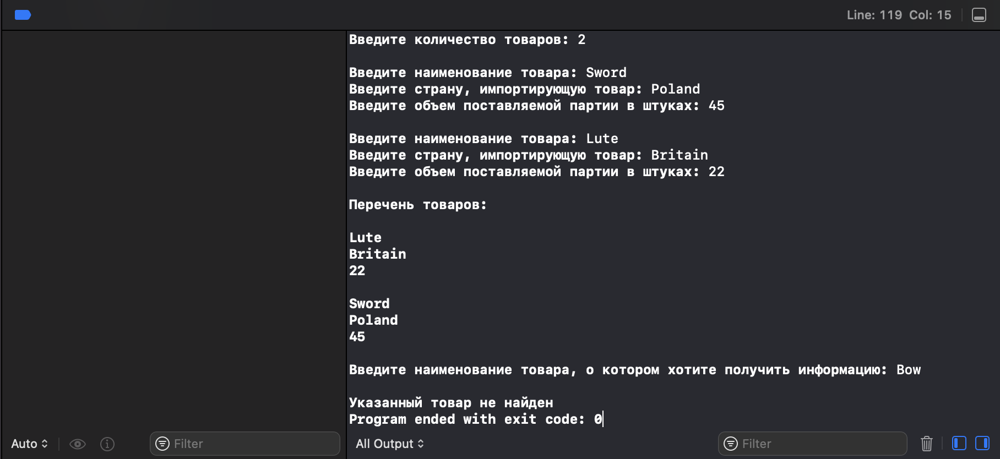 Line: 119 Col: 15
Введите количество товаров: 2
Введите наименование товара: Sword
Введите страну, импортирующую товар: Poland
Введите объем поставляемой партии в штуках: 45
Введите наименование товара: Lute
Введите страну, импортирующую товар: Britain
Введите объем поставляемой партии в штуках: 22
Перечень товаров:
Lute
Britain
22
Sword
Poland
45
Введите наименование товара, о котором хотите получить информацию: Bow
Указанный товар не найден
Program ended with exit code: 0
Auto Filter All Output Filter